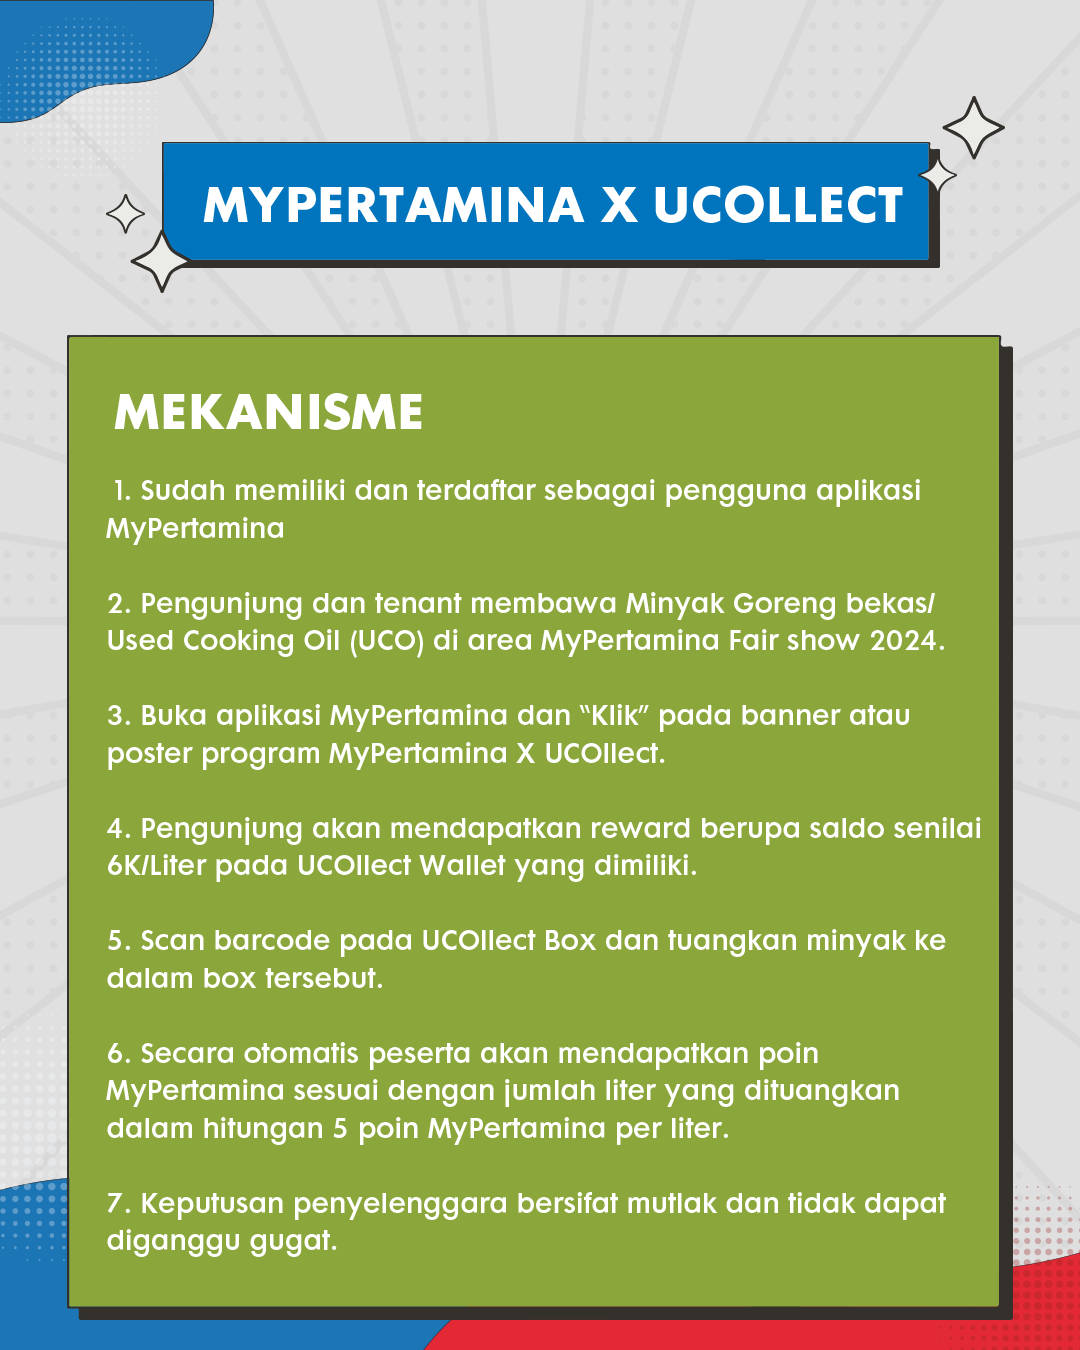 MYPERTAMINA X UCOLLECT
MEKANISME
1. Sudah memiliki dan terdaftar sebagai pengguna aplikasi
MyPertamina
2. Pengunjung dan tenant membawa Minyak Goreng bekas/
Used Cooking Oil (UCO) di area MyPertamina Fair show 2024.
3. Buka aplikasi MyPertamina dan “Klik” pada banner atau
poster program MyPertamina X UCOllect.
4. Pengunjung akan mendapatkan reward berupa saldo senilai
6K/Liter pada UCOllect Wallet yang dimiliki.
5. Scan barcode pada UCOllect Box dan tuangkan minyak ke
dalam box tersebut.
6. Secara otomatis peserta akan mendapatkan poin
MyPertamina sesuai dengan jumlah liter yang dituangkan
dalam hitungan 5 poin MyPertamina per liter.
7. Keputusan penyelenggara bersifat mutlak dan tidak dapat
diganggu gugat.